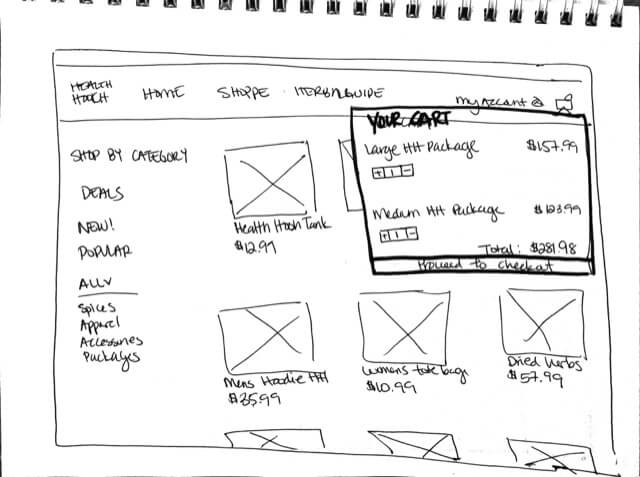 HEALTH
HOOCH
HOME
SHOPPE
HERBAL GUIDE
My Account
YOUR CART
Large HH Package
$157.99
+ 1 -
Medium HH Package
$123.99
+ 1 -
Total: $281.98
Proceed to checkout
SHOP BY CATEGORY
DEALS
NEW!
POPULAR
ALL V
Spices
Apparel
Accessories
Packages
Health Hooch Tank
$12.99
Mens Hoodie HH
$35.99
Womens tote bag
$10.99
Dried Herbs
$57.99